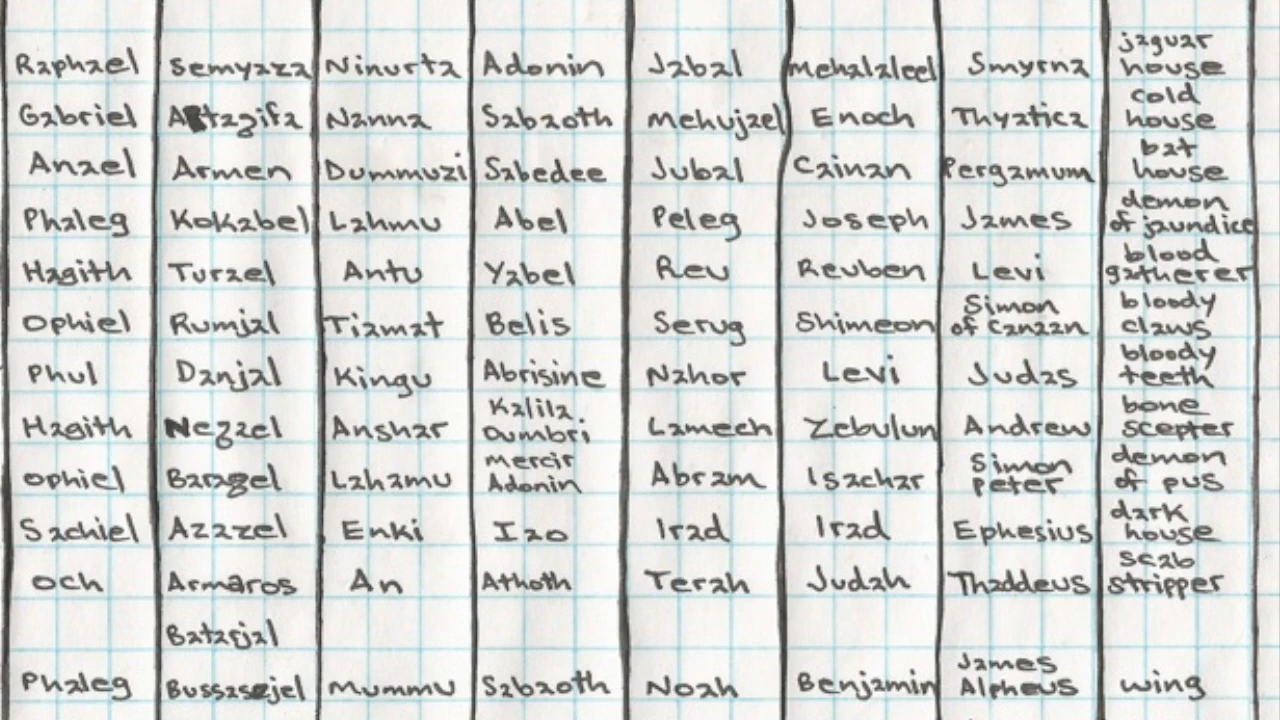 Raphael Semyaza Ninurta Adonin Jabal Mehalaleel Smyrna jaguar house
Gabriel Artagifa Nanna Sabaoth Mehujael Enoch Thyatica cold house
Anael Armen Dummuzi Sabedee Jubal Cainan Pergamum bat house
Phaleg Kokabel Lahmu Abel Peleg Joseph James demon of jaundice
Hagith Turael Antu Yabel Reu Reuben Levi blood gatherer
Ophiel Rumjal Tiamat Belis Serug Shimeon Simon of Canaan bloody claws
Phul Danjal Kingu Abrisine Nahor Levi Judas bloody teeth
Hagith Neqael Anshar Kalila Oumbri Lamech Zebulun Andrew bone scepter
Ophiel Baraqel Lahamu Mercir Adonin Abram Isachar Simon peter demon of pus
Sachiel Azazel Enki Iao Irad Irad Ephesius dark house
Och Armaros An Athoth Terah Judah Thaddeus scab stripper
Batarjal
Phaleg Bussasejel Mummu Sabaoth Noah Benjamin James Alpheus wing